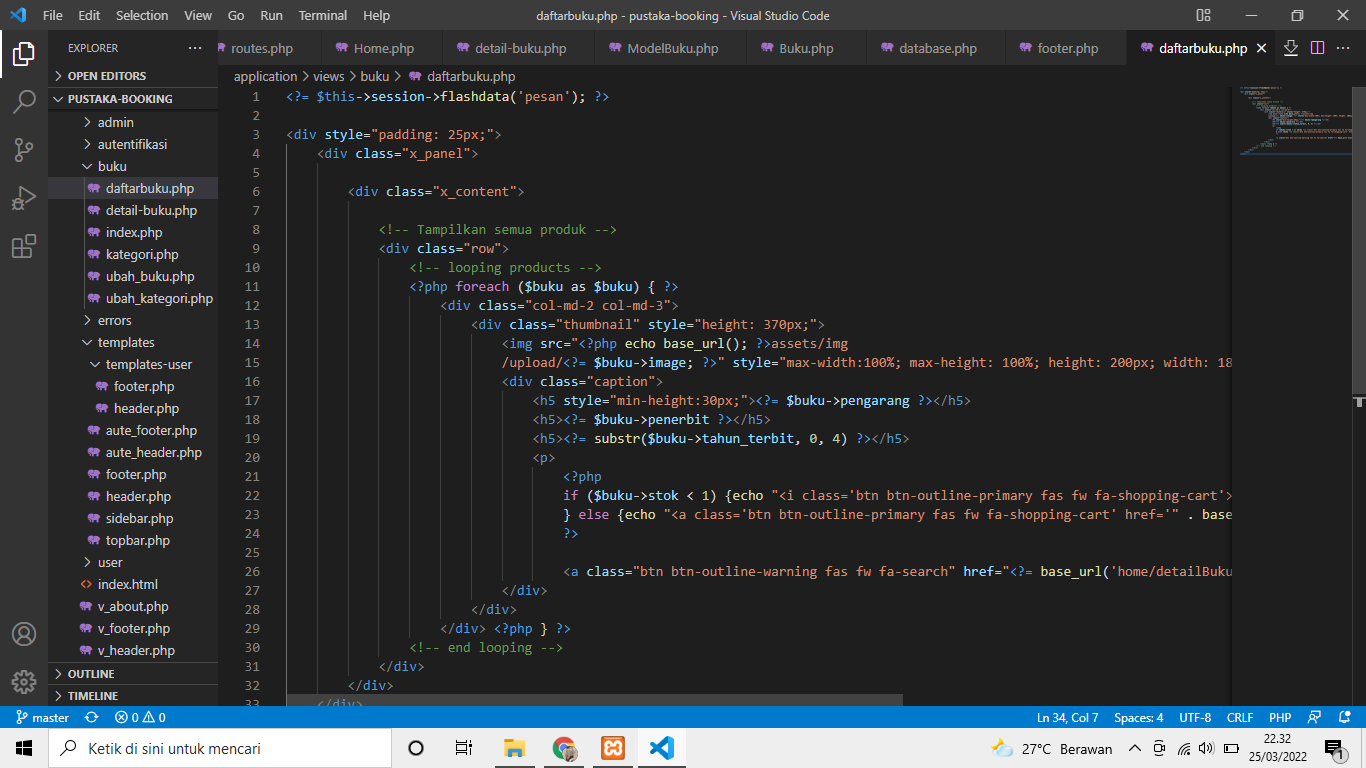 File Edit Selection View Go Run Terminal Help
daftarbuku.php - pustaka-booking - Visual Studio Code
EXPLORER
OPEN EDITORS
PUSTAKA-BOOKING
admin
autentifikasi
buku
daftarbuku.php
detail-buku.php
index.php
kategori.php
ubah_buku.php
ubah_kategori.php
errors
templates
templates-user
footer.php
header.php
aute_footer.php
aute_header.php
footer.php
header.php
sidebar.php
topbar.php
user
index.html
v_about.php
v_footer.php
v_header.php
OUTLINE
TIMELINE
routes.php Home.php detail-buku.php ModelBuku.php Buku.php database.php footer.php daftarbuku.php
application > views > buku > daftarbuku.php
1 <?= $this->session->flashdata('pesan'); ?>
2
3 <div style="padding: 25px;">
4 <div class="x_panel">
5
6 <div class="x_content">
7
8 <!-- Tampilkan semua produk -->
9 <div class="row">
10 <!-- looping products -->
11 <?php foreach ($buku as $buku) { ?>
12 <div class="col-md-2 col-md-3">
13 <div class="thumbnail" style="height: 370px;">
14 <img src="<?php echo base_url(); ?>assets/img
15 /upload/<?= $buku->image; ?>" style="max-width:100%; max-height: 100%; height: 200px; width: 18
16 <div class="caption">
17 <h5 style="min-height:30px;"><?= $buku->pengarang ?></h5>
18 <h5><?= $buku->penerbit ?></h5>
19 <h5><?= substr($buku->tahun_terbit, 0, 4) ?></h5>
20 <p>
21 <?php
22 if ($buku->stok < 1) {echo "<i class='btn btn-outline-primary fas fw fa-shopping-cart'>
23 } else {echo "<a class='btn btn-outline-primary fas fw fa-shopping-cart' href='" . base
24 ?>
25
26 <a class="btn btn-outline-warning fas fw fa-search" href="<?= base_url('home/detailBuku
27 </div>
28 </div>
29 </div> <?php } ?>
30 <!-- end looping -->
31 </div>
32 </div>
33 </div>
master 0 0 Ln 34, Col 7 Spaces: 4 UTF-8 CRLF PHP
Ketik di sini untuk mencari
27°C Berawan
22.32
25/03/2022
1